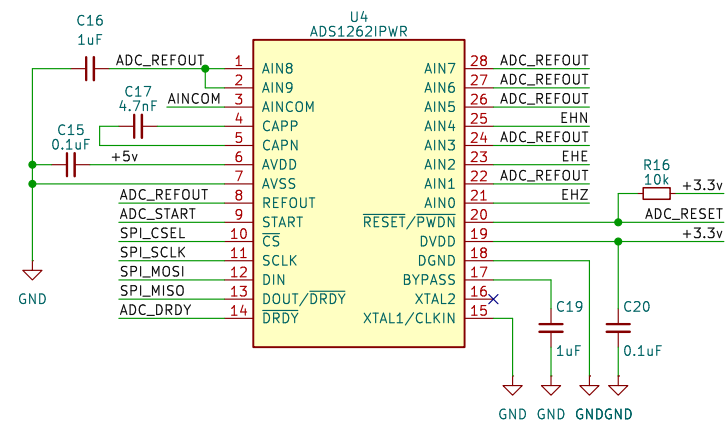 U4
ADS1262IPWR
C16
1uF
ADC_REFOUT
1 AIN8
2 AIN9
AINCOM 3 AINCOM
C17
4.7nF
4 CAPP
5 CAPN
C15
0.1uF
+5v 6 AVDD
7 AVSS
ADC_REFOUT 8 REFOUT
ADC_START 9 START
SPI_CSEL 10 CS
SPI_SCLK 11 SCLK
SPI_MOSI 12 DIN
SPI_MISO 13 DOUT/DRDY
ADC_DRDY 14 DRDY
GND
AIN7 28 ADC_REFOUT
AIN6 27 ADC_REFOUT
AIN5 26 ADC_REFOUT
AIN4 25 EHN
AIN3 24 ADC_REFOUT
AIN2 23 EHE
AIN1 22 ADC_REFOUT
AIN0 21 EHZ
R16
10k
+3.3v
RESET/PWDN 20 ADC_RESET
DVDD 19 +3.3v
DGND 18
BYPASS 17
XTAL2 16
XTAL1/CLKIN 15
C19
1uF
C20
0.1uF
GND GND GND GND